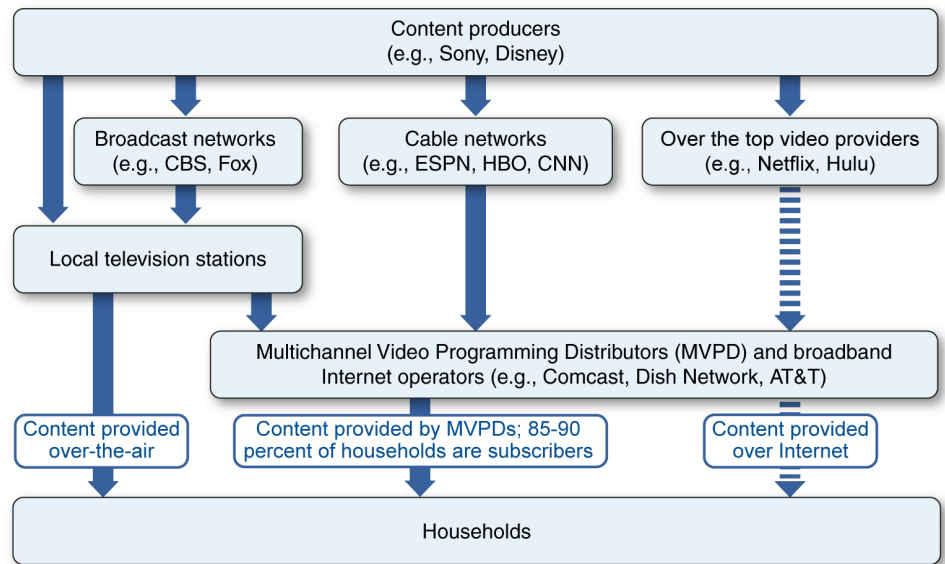 Content producers
(e.g., Sony, Disney)
Broadcast networks
(e.g., CBS, Fox)
Cable networks
(e.g., ESPN, HBO, CNN)
Over the top video providers
(e.g., Netflix, Hulu)
Local television stations
Multichannel Video Programming Distributors (MVPD) and broadband
Internet operators (e.g., Comcast, Dish Network, AT&T)
Content provided
over-the-air
Content provided by MVPDs; 85-90
percent of households are subscribers
Content provided
over Internet
Households